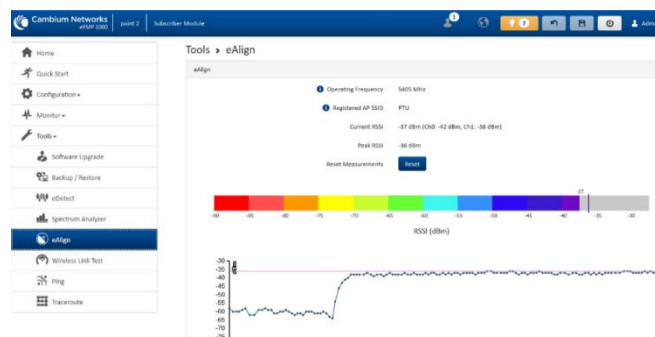 Cambium Networks
ePMP 1000
point 2
Subscriber Module
1
2
Admi
Home
Quick Start
Configuration
Monitor
Tools
Software Upgrade
Backup / Restore
eDetect
Spectrum Analyzer
eAlign
Wireless Link Test
Ping
Traceroute
Tools > eAlign
eAlign
Operating Frequency 5405 MHz
Registered AP SSID PTU
Current RSSI -37 dBm (Ch0: -42 dBm, Ch1: -38 dBm)
Peak RSSI -36 dBm
Reset Measurements Reset
-37
-90 -85 -80 -75 -70 -65 -60 -55 -50 -45 -40 -35 -30
RSSI (dBm)
-30
-35
-40
-45
-50
-55
-60
-65
-70
-75